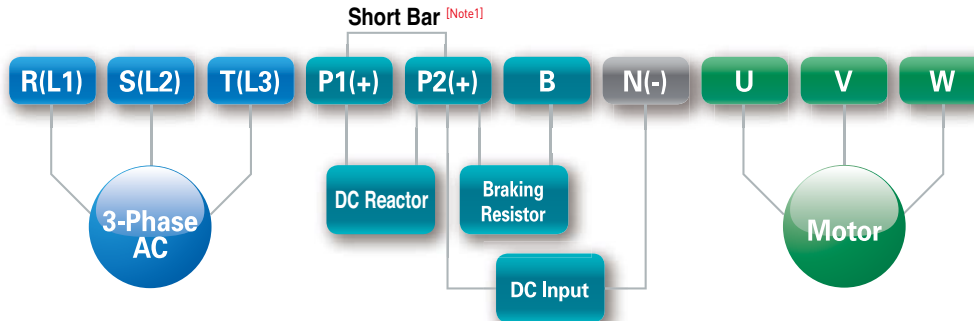 Short Bar [Note1]
R(L1) S(L2) T(L3) P1(+) P2(+) B N(-) U V W
DC Reactor
Braking
Resistor
3-Phase
AC
Motor
DC Input